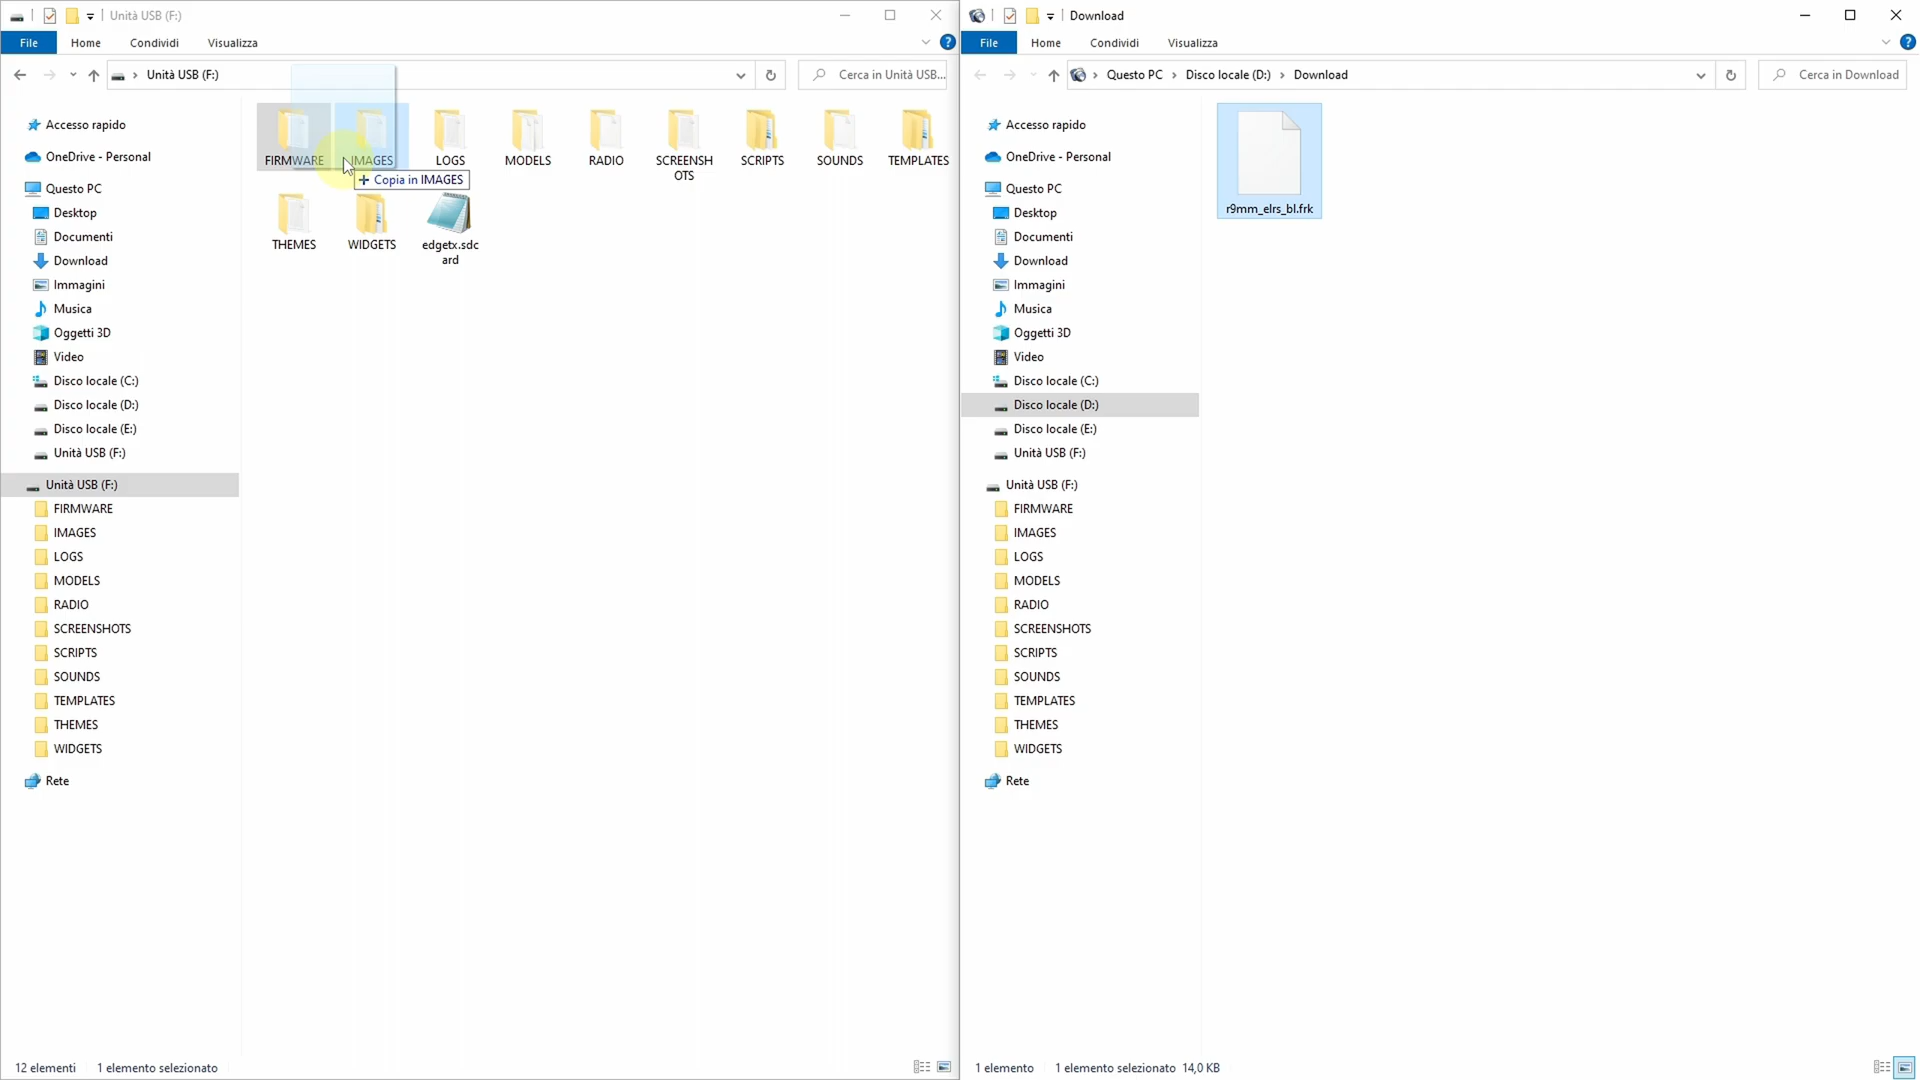 Unità USB (F:)
File
Home
Condividi
Visualizza
Unità USB (F:)
Cerca in Unità USB...
Accesso rapido
OneDrive - Personal
Questo PC
Desktop
Documenti
Download
Immagini
Musica
Oggetti 3D
Video
Disco locale (C:)
Disco locale (D:)
Disco locale (E:)
Unità USB (F:)
Unità USB (F:)
FIRMWARE
IMAGES
LOGS
MODELS
RADIO
SCREENSHOTS
SCRIPTS
SOUNDS
TEMPLATES
THEMES
WIDGETS
Rete
FIRMWARE
IMAGES
LOGS
MODELS
RADIO
SCREENSH
OTS
SCRIPTS
SOUNDS
TEMPLATES
Copia in IMAGES
THEMES
WIDGETS
edgetx.sdc
ard
12 elementi
1 elemento selezionato
Download
File
Home
Condividi
Visualizza
Questo PC
Disco locale (D:)
Download
Cerca in Download
Accesso rapido
OneDrive - Personal
Questo PC
Desktop
Documenti
Download
Immagini
Musica
Oggetti 3D
Video
Disco locale (C:)
Disco locale (D:)
Disco locale (E:)
Unità USB (F:)
Unità USB (F:)
FIRMWARE
IMAGES
LOGS
MODELS
RADIO
SCREENSHOTS
SCRIPTS
SOUNDS
TEMPLATES
THEMES
WIDGETS
Rete
r9mm_elrs_bl.frk
1 elemento
1 elemento selezionato 14,0 KB